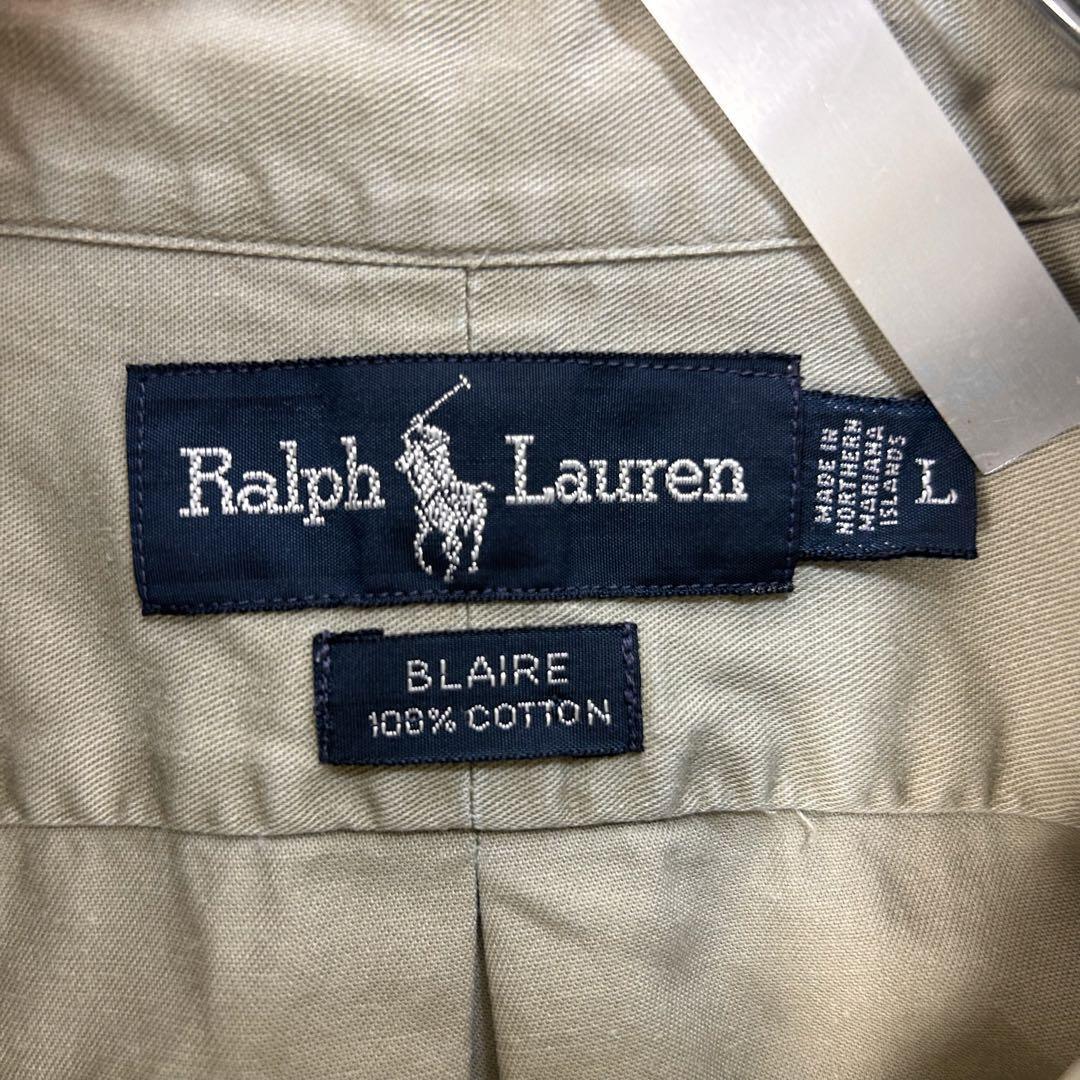 Ralph Lauren
MADE IN
NORTHERN
MARIANA
ISLANDS
L
BLAIRE
100% COTTON